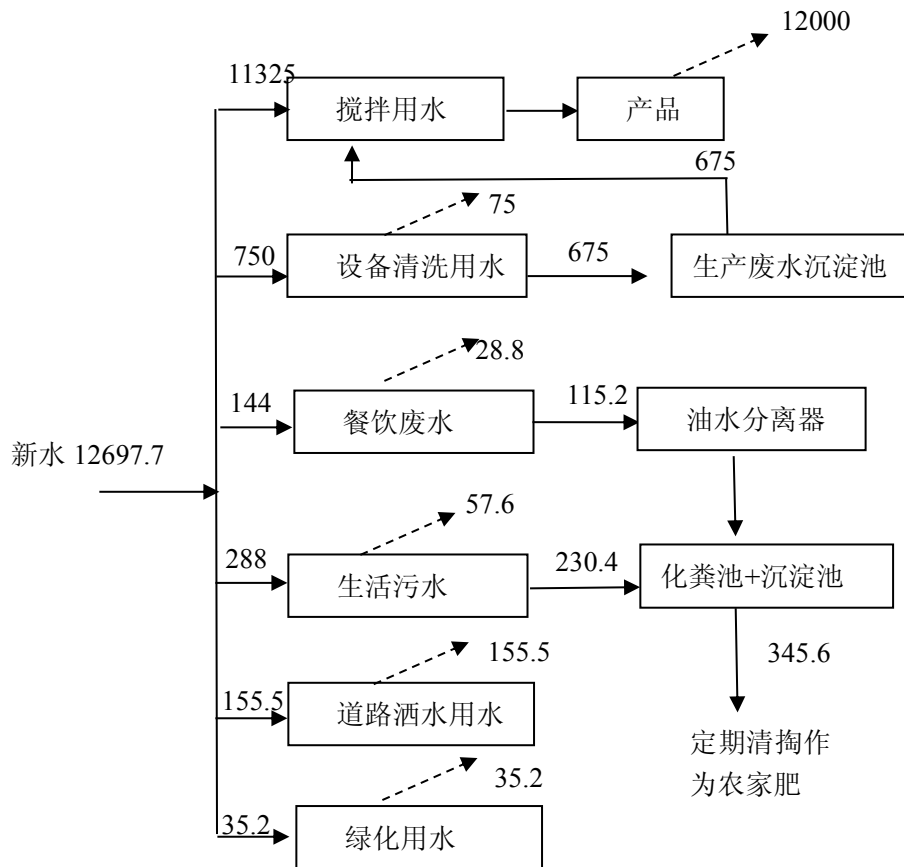 12000
11325
搅拌用水
产品
675
75
750
设备清洗用水
675
生产废水沉淀池
28.8
144
餐饮废水
115.2
油水分离器
新水 12697.7
57.6
288
生活污水
230.4
化粪池+沉淀池
155.5
345.6
155.5
道路洒水用水
定期清掏作
为农家肥
35.2
35.2
绿化用水